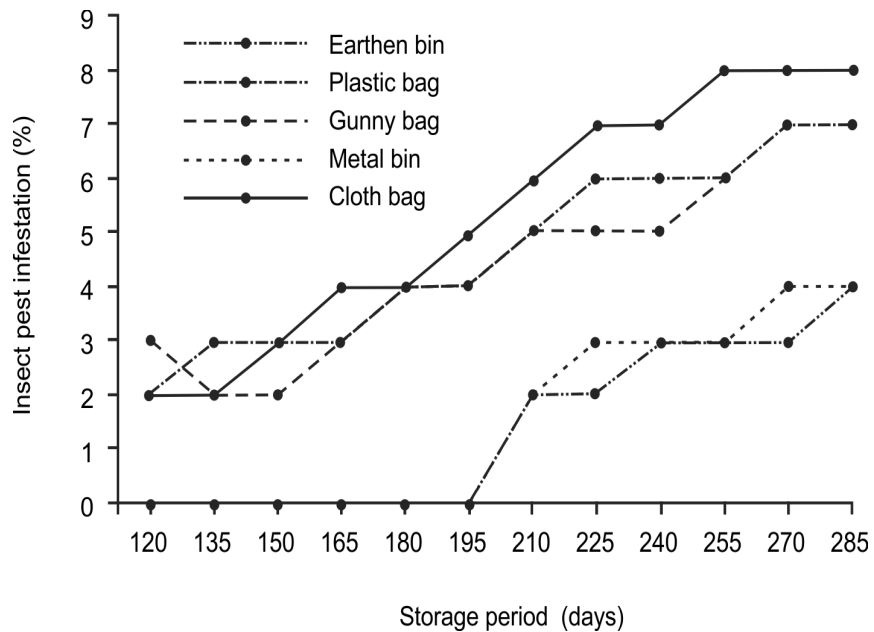 9
8
7
6
5
4
3
2
1
0
Insect pest infestation (%)
Earthen bin
Plastic bag
Gunny bag
Metal bin
Cloth bag
120 135 150 165 180 195 210 225 240 255 270 285
Storage period (days)